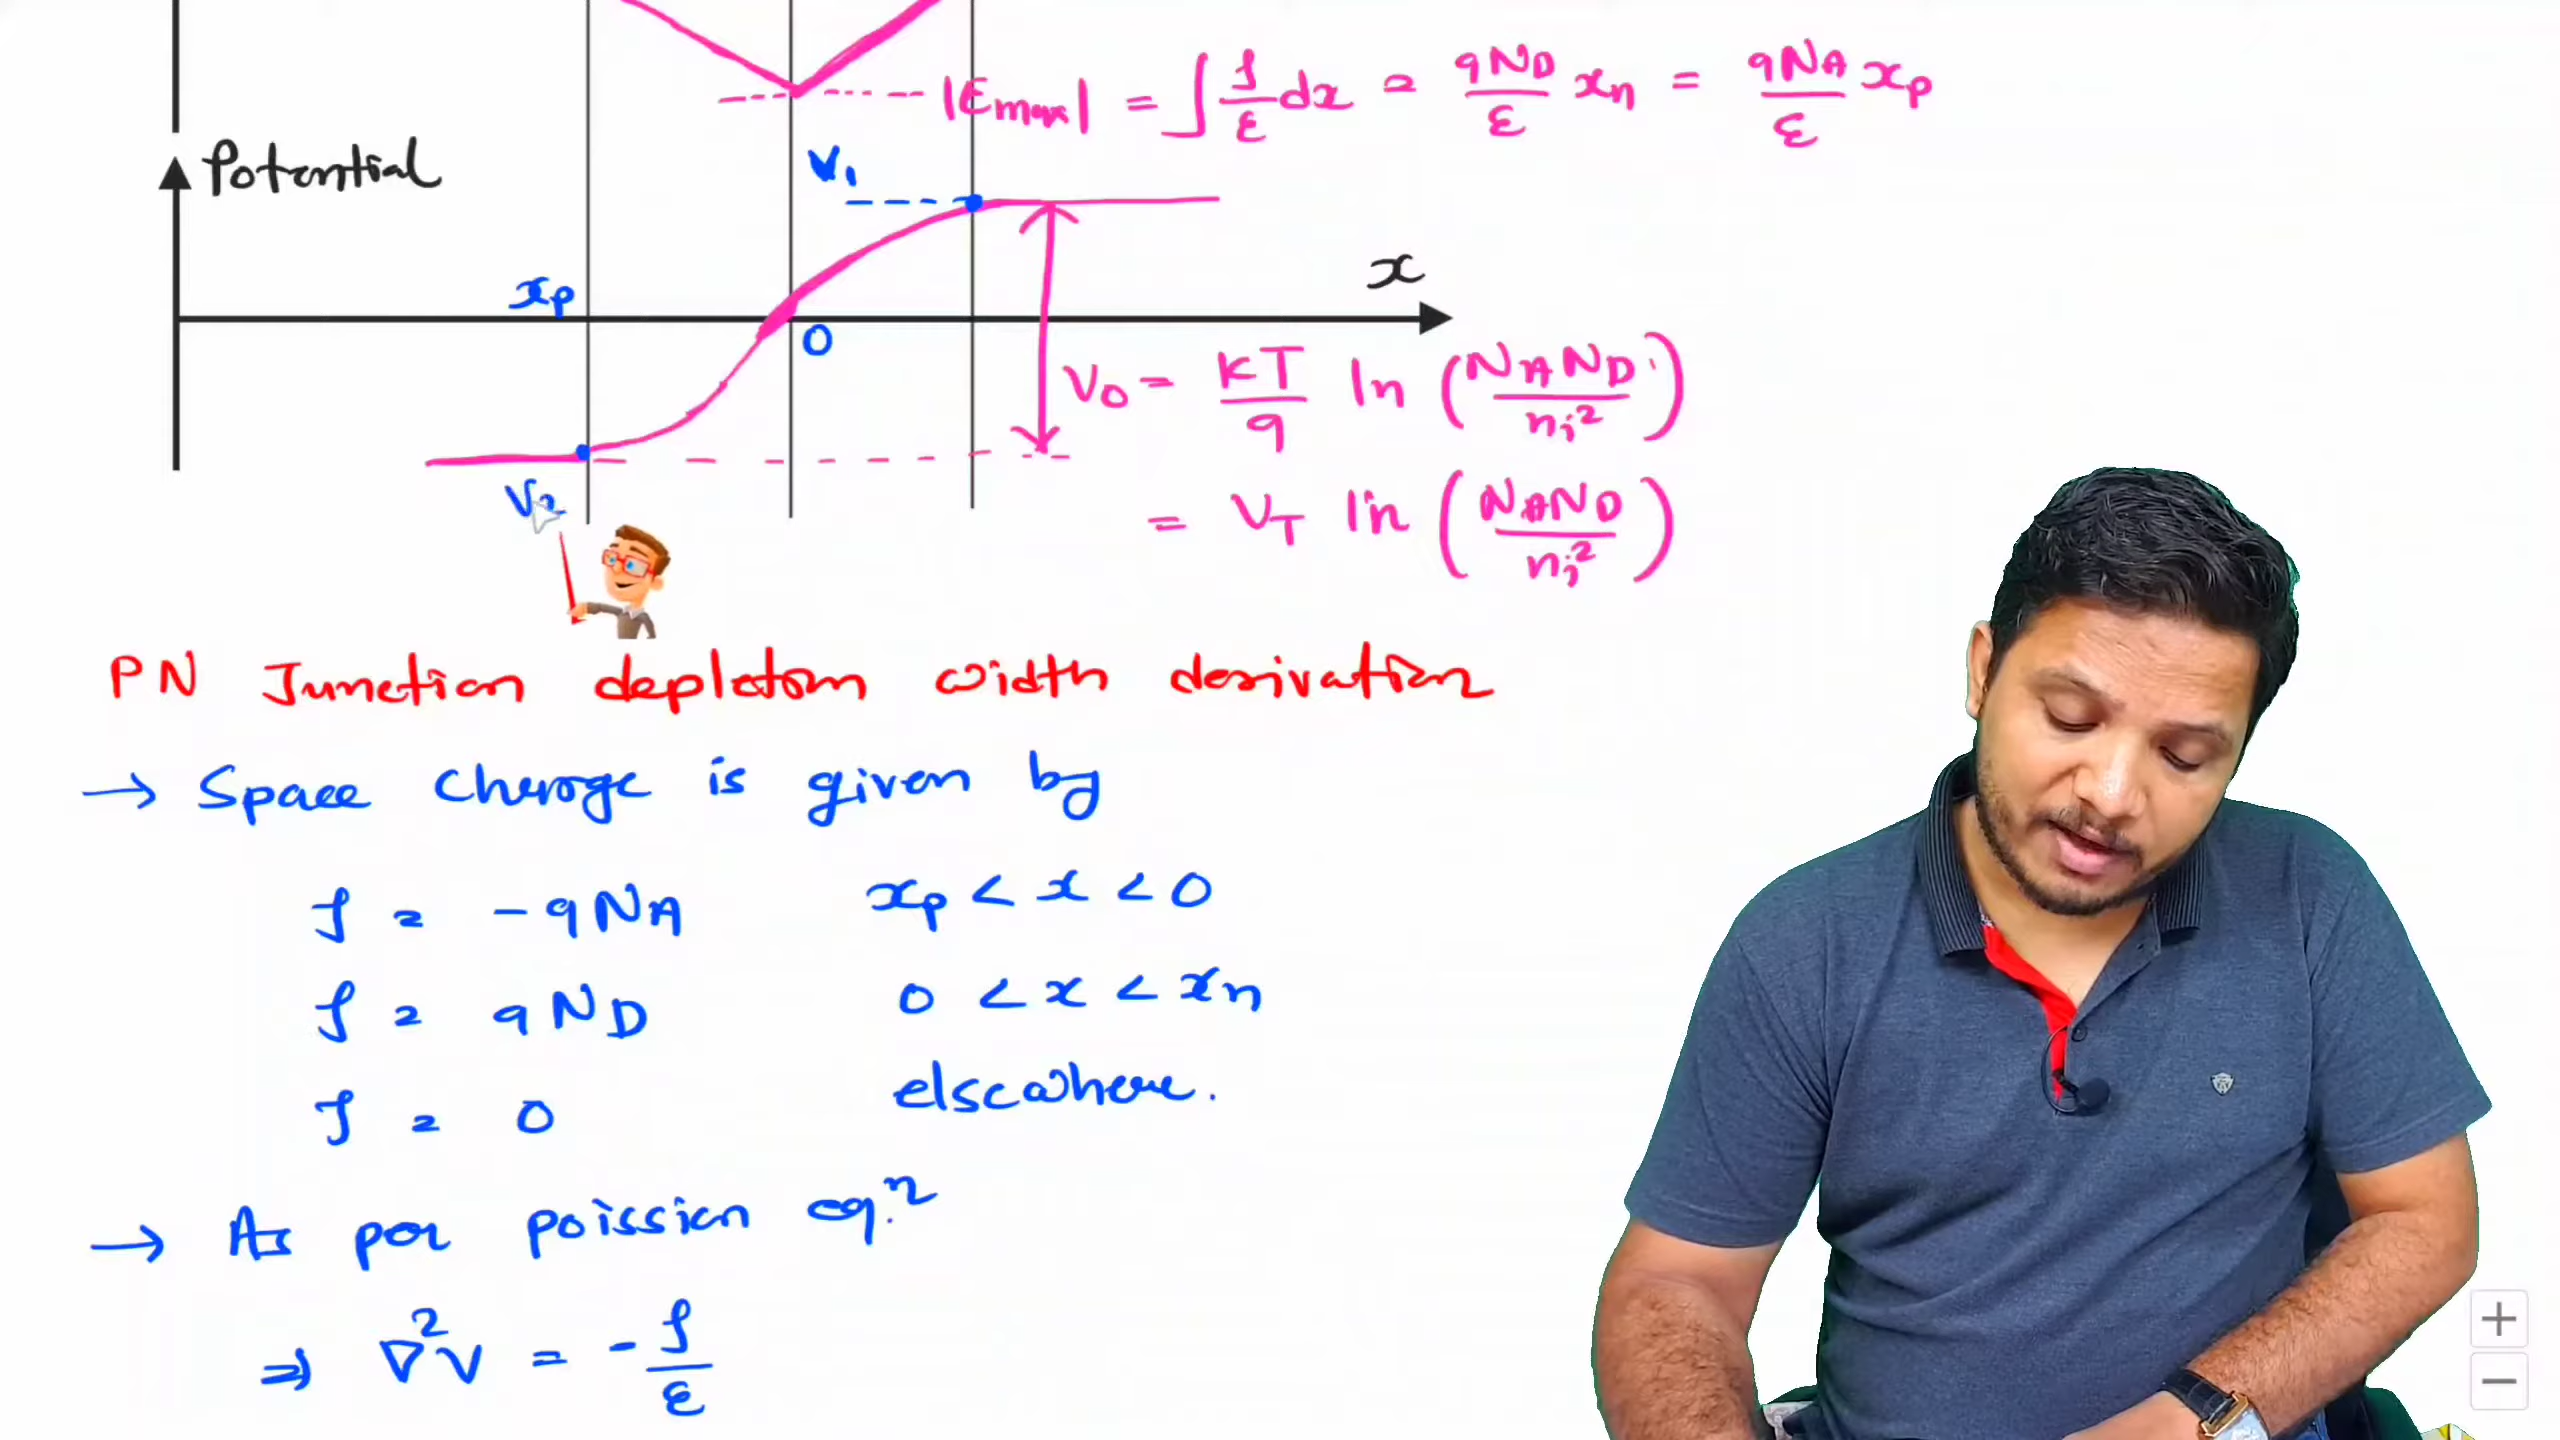 |Emax| = ∫ ρ/ε dx = qND/ε xn = qNA/ε xp
Potential
V1
xp
x
0
V0 = KT/q ln (NAND/ni²)
V2
= VT ln (NAND/ni²)
PN Junction depletion width derivation
→ Space charge is given by
ρ = -qNA xp < x < 0
ρ = qND 0 < x < xn
ρ = 0 elsewhere.
→ As per poission eq.n
⇒ ∇²V = -ρ/ε